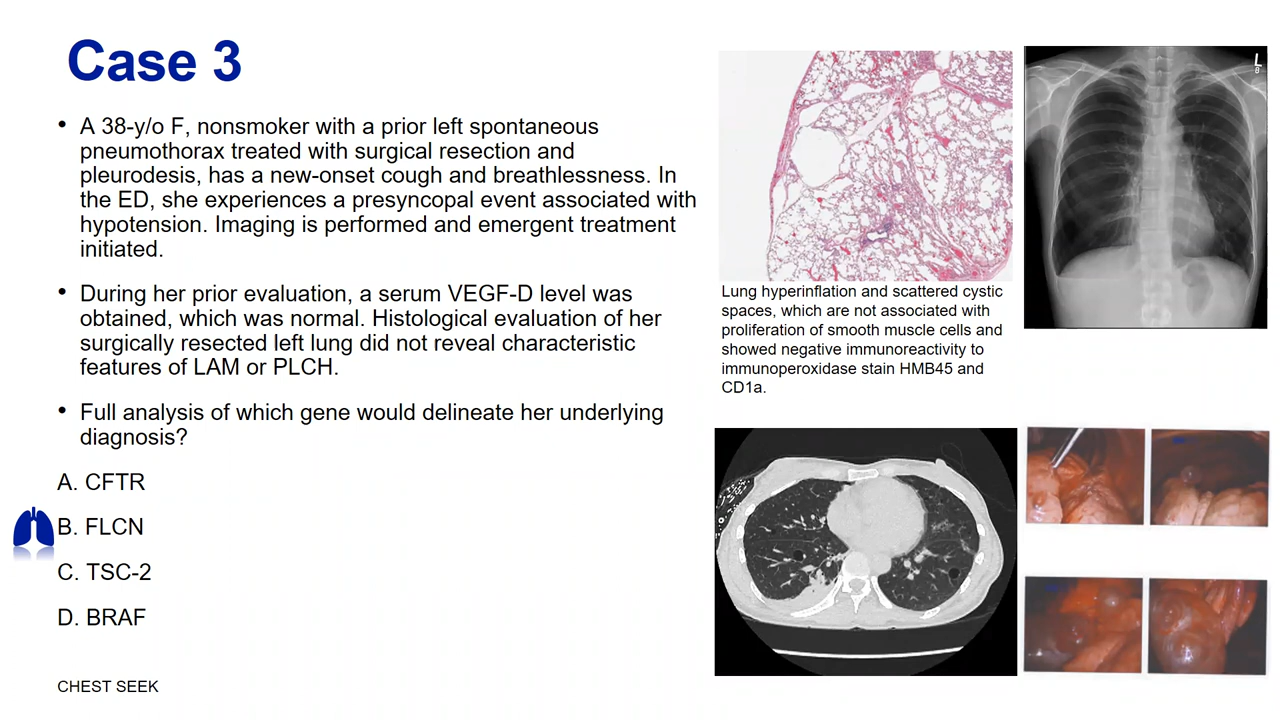 Case 3
• A 38-y/o F, nonsmoker with a prior left spontaneous
pneumothorax treated with surgical resection and
pleurodesis, has a new-onset cough and breathlessness. In
the ED, she experiences a presyncopal event associated with
hypotension. Imaging is performed and emergent treatment
initiated.
• During her prior evaluation, a serum VEGF-D level was
obtained, which was normal. Histological evaluation of her
surgically resected left lung did not reveal characteristic
features of LAM or PLCH.
• Full analysis of which gene would delineate her underlying
diagnosis?
A. CFTR
B. FLCN
C. TSC-2
D. BRAF
CHEST SEEK
Lung hyperinflation and scattered cystic
spaces, which are not associated with
proliferation of smooth muscle cells and
showed negative immunoreactivity to
immunoperoxidase stain HMB45 and
CD1a.
L